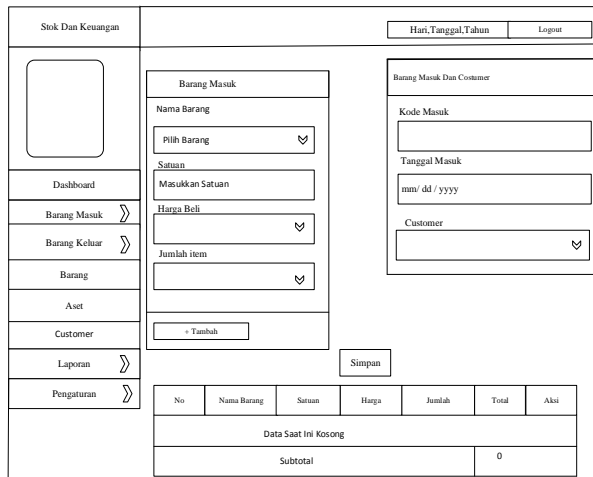 Stok Dan Keuangan
Hari,Tanggal,Tahun
Logout
Dashboard
Barang Masuk
Barang Keluar
Barang
Aset
Customer
Laporan
Pengaturan
Barang Masuk
Nama Barang
Pilih Barang
Satuan
Masukkan Satuan
Harga Beli
Jumlah item
+ Tambah
Barang Masuk Dan Costumer
Kode Masuk
Tanggal Masuk
mm/ dd / yyyy
Customer
Simpan
No Nama Barang Satuan Harga Jumlah Total Aksi
Data Saat Ini Kosong
Subtotal 0